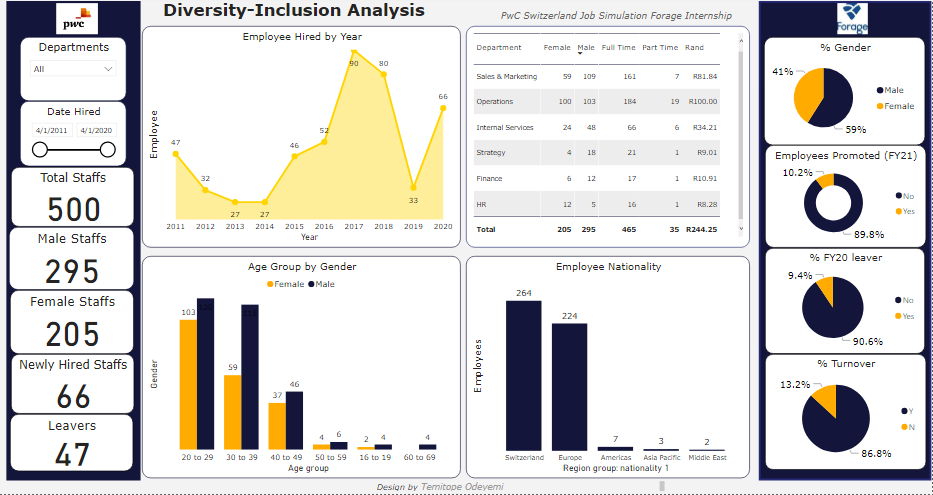 Diversity-Inclusion Analysis
PwC Switzerland Job Simulation Forage Internship
pwc
Departments
All
Date Hired
4/1/2011 4/1/2020
Total Staffs
500
Male Staffs
295
Female Staffs
205
Newly Hired Staffs
66
Leavers
47
Employee Hired by Year
Employee
47 32 27 27 46 52 90 80 33 66
2011 2012 2013 2014 2015 2016 2017 2018 2019 2020
Year
Department Female Male Full Time Part Time Rand
Sales & Marketing 59 109 161 7 R81.84
Operations 100 103 184 19 R100.00
Internal Services 24 48 66 6 R34.21
Strategy 4 18 21 1 R9.01
Finance 6 12 17 1 R10.91
HR 12 5 16 1 R8.28
Total 205 295 465 35 R244.25
Age Group by Gender
Female Male
Gender
103 59 37 46 4 6 2 4 4
20 to 29 30 to 39 40 to 49 50 to 59 16 to 19 60 to 69
Age group
Employee Nationality
Employees
264 224 7 3 2
Switzerland Europe Americas Asia Pacific Middle East
Region group: nationality 1
Forage
% Gender
41%
59%
Male
Female
Employees Promoted (FY21)
10.2%
89.8%
No
Yes
% FY20 leaver
9.4%
90.6%
No
Yes
% Turnover
13.2%
86.8%
Y
N
Design by Temitope Odeyemi